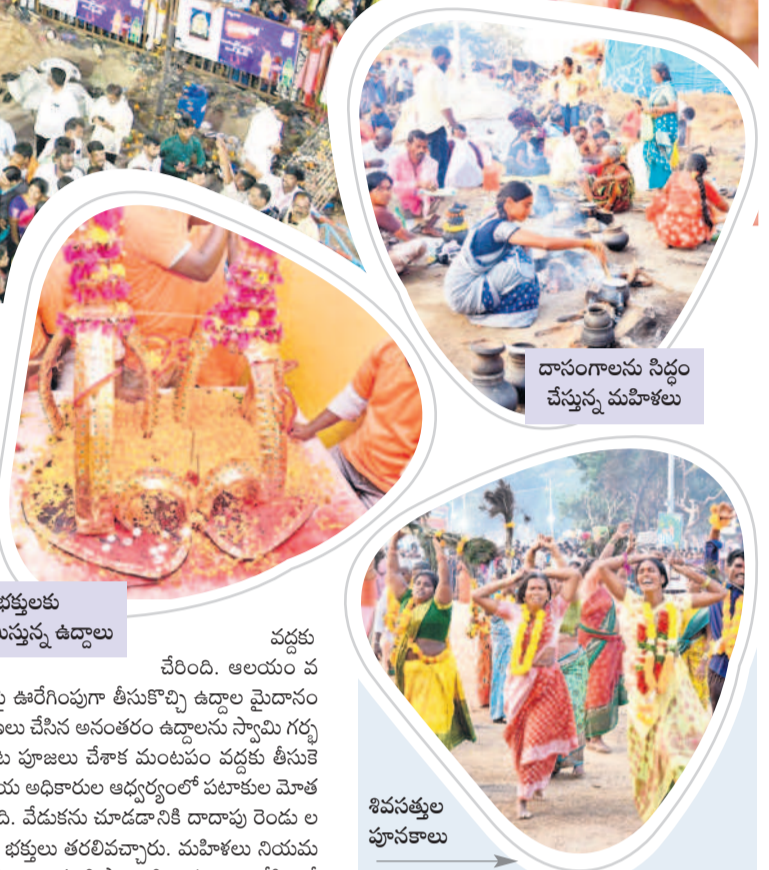 దాసంగాలను సిద్ధం
చేస్తున్న మహిళలు
భక్తులకు
ఉద్దాలు
వద్దకు
చేరింది. ఆలయం వ
ఊరేగింపుగా తీసుకొచ్చి ఉద్దాల మైదానం
చేసిన అనంతరం ఉద్దాలను స్వామి గర్భ
పూజలు చేశాక మంటపం వద్దకు తీసుకె
అధికారుల ఆధ్వర్యంలో పటాకుల మోత
వేడుకను చూడడానికి దాదాపు రెండు ల
భక్తులు తరలివచ్చారు. మహిళలు నియమ
శివసత్తుల
పూనకాలు